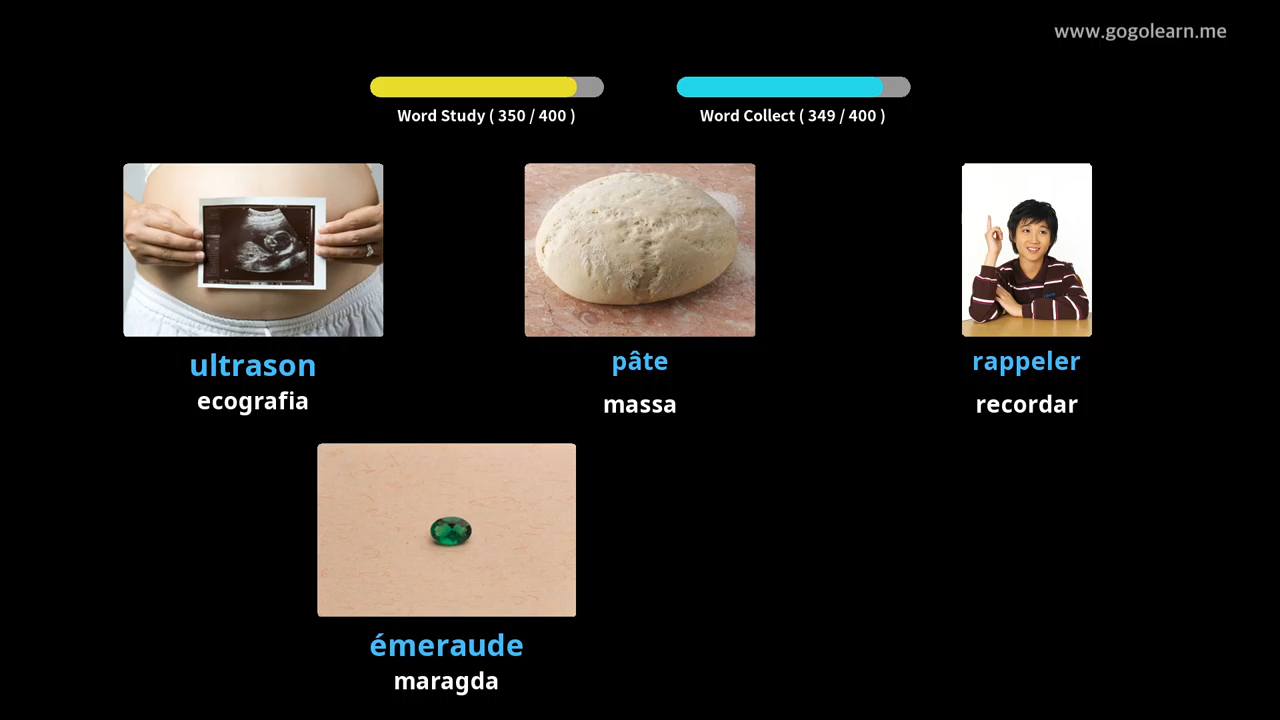 www.gogolearn.me
Word Study ( 350 / 400 )
Word Collect ( 349 / 400 )
ultrason
ecografia
pâte
massa
rappeler
recordar
émeraude
maragda